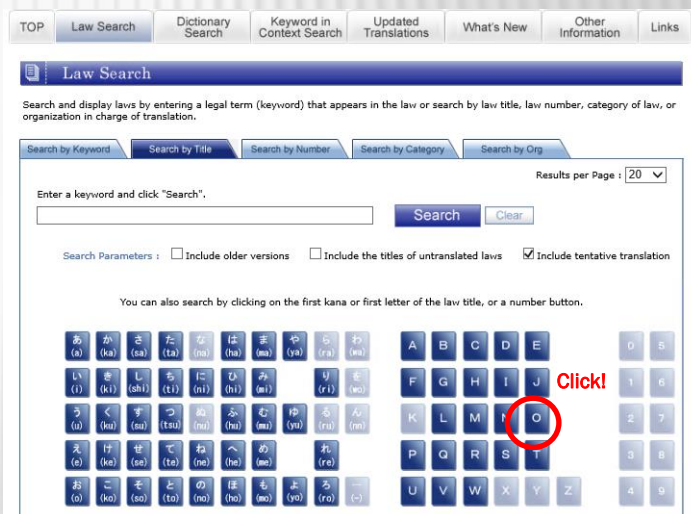 TOP Law Search Dictionary Search Keyword in Context Search Updated Translations What's New Other Information Links
Law Search
Search and display laws by entering a legal term (keyword) that appears in the law or search by law title, law number, category of law, or
organization in charge of translation.
Search by Keyword Search by Title Search by Number Search by Category Search by Org
Results per Page : 20
Enter a keyword and click "Search".
Search Clear
Search Parameters : Include older versions Include the titles of untranslated laws Include tentative translation
You can also search by clicking on the first kana or first letter of the law title, or a number button.
あ か さ た な は ま や ら わ A B C D E 0 5
(a) (ka) (sa) (ta) (na) (ha) (ma) (ya) (ra) (wa)
い き し ち に ひ み り を F G H I J Click! 1 6
(i) (ki) (shi) (ti) (ni) (hi) (mi) (ri) (wo)
う く す つ ぬ ふ む ゆ る ん K L M N O 2 7
(u) (ku) (su) (tsu) (nu) (hu) (mu) (yu) (ru) (nn)
え け せ て ね へ め れ P Q R S T 3 8
(e) (ke) (se) (te) (ne) (he) (me) (re)
お こ そ と の ほ も よ ろ ー U V W X Y Z 4 9
(o) (ko) (so) (to) (no) (ho) (mo) (yo) (ro) (-)